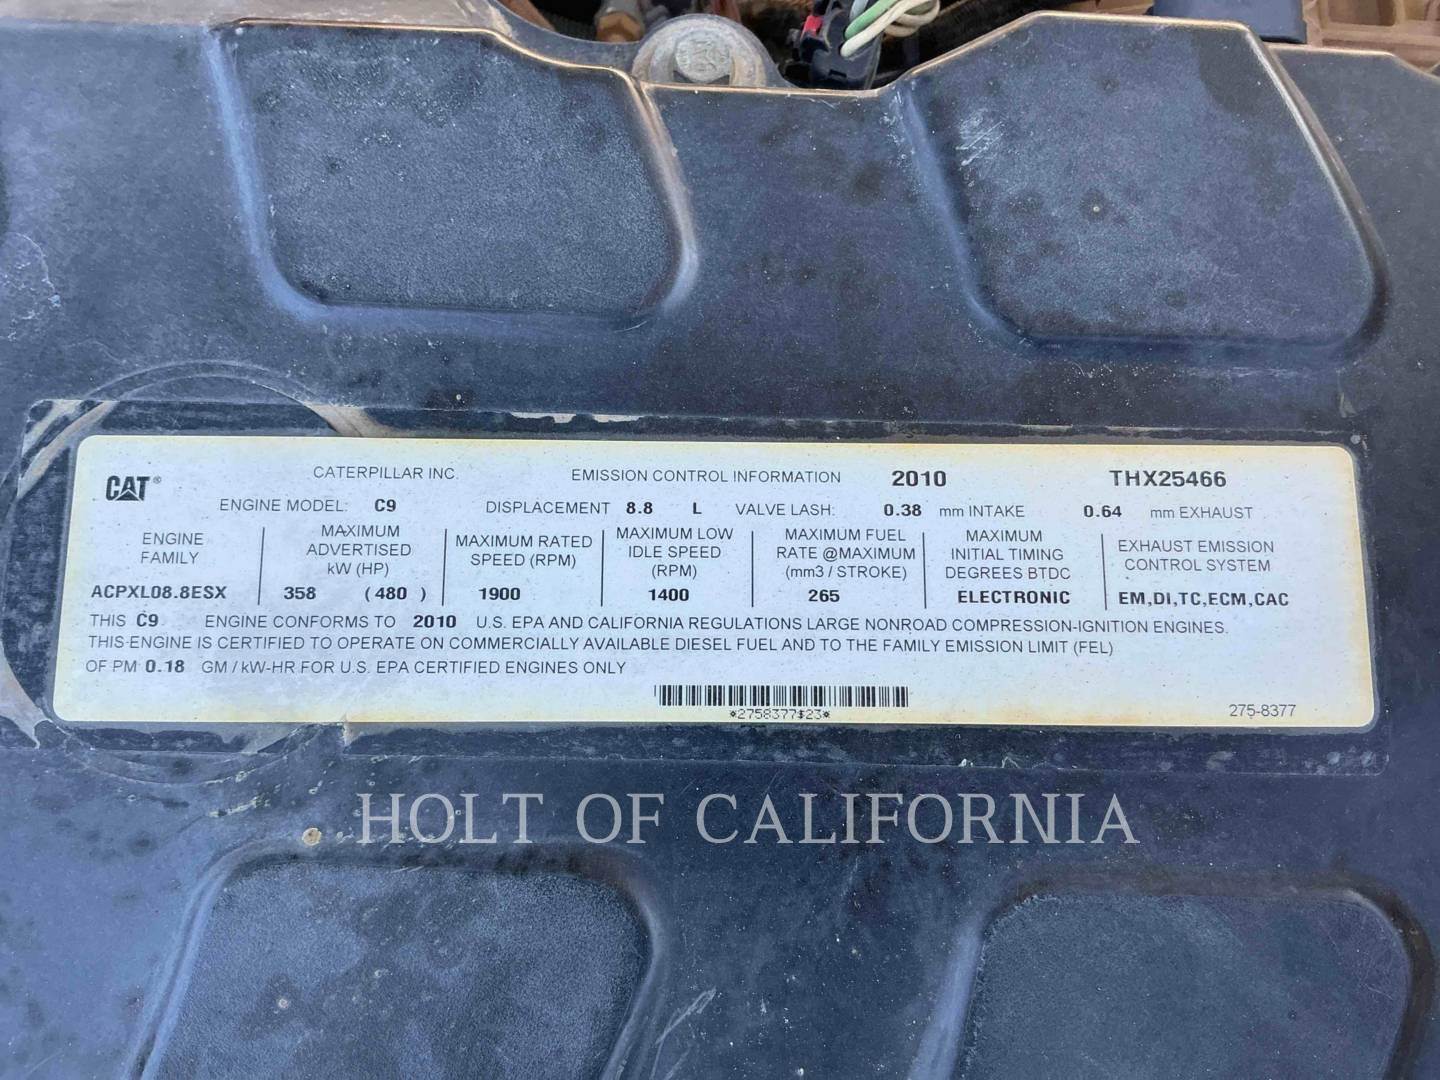 CAT® CATERPILLAR INC. EMISSION CONTROL INFORMATION 2010 THX25466
ENGINE MODEL: C9 DISPLACEMENT 8.8 L VALVE LASH: 0.38 mm INTAKE 0.64 mm EXHAUST
ENGINE FAMILY
ACPXL08.8ESX
MAXIMUM
ADVERTISED
kW (HP)
358 (480)
MAXIMUM RATED
SPEED (RPM)
1900
MAXIMUM LOW
IDLE SPEED
(RPM)
1400
MAXIMUM FUEL
RATE @MAXIMUM
(mm3 / STROKE)
265
MAXIMUM
INITIAL TIMING
DEGREES BTDC
ELECTRONIC
EXHAUST EMISSION
CONTROL SYSTEM
EM,DI,TC,ECM,CAC
THIS C9 ENGINE CONFORMS TO 2010 U.S. EPA AND CALIFORNIA REGULATIONS LARGE NONROAD COMPRESSION-IGNITION ENGINES.
THIS ENGINE IS CERTIFIED TO OPERATE ON COMMERCIALLY AVAILABLE DIESEL FUEL AND TO THE FAMILY EMISSION LIMIT (FEL)
OF PM 0.18 GM / kW-HR FOR U.S. EPA CERTIFIED ENGINES ONLY
*2758377$23*
275-8377
HOLT OF CALIFORNIA